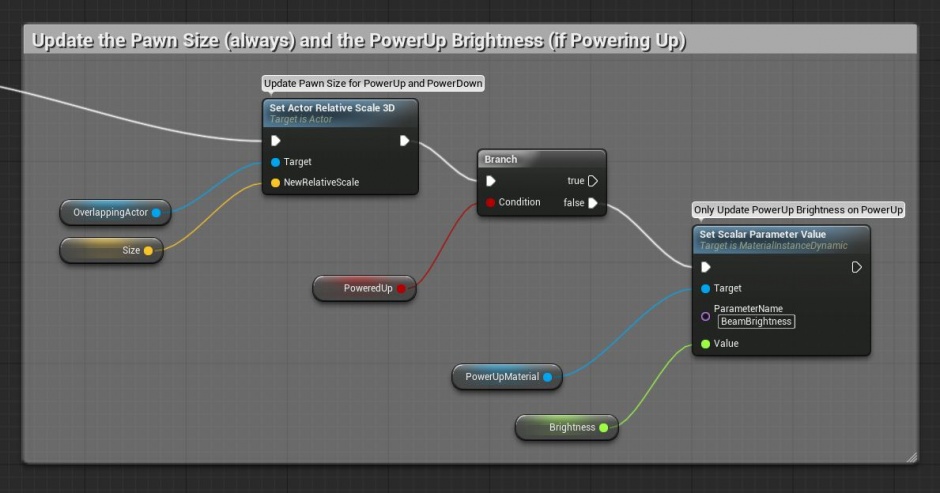 Update the Pawn Size (always) and the PowerUp Brightness (if Powering Up)
Update Pawn Size for PowerUp and PowerDown
Set Actor Relative Scale 3D
Target is Actor
Target
NewRelativeScale
OverlappingActor
Size
Branch
true
Condition
false
PoweredUp
Only Update PowerUp Brightness on PowerUp
Set Scalar Parameter Value
Target is MaterialInstanceDynamic
Target
ParameterName
BeamBrightness
Value
PowerUpMaterial
Brightness